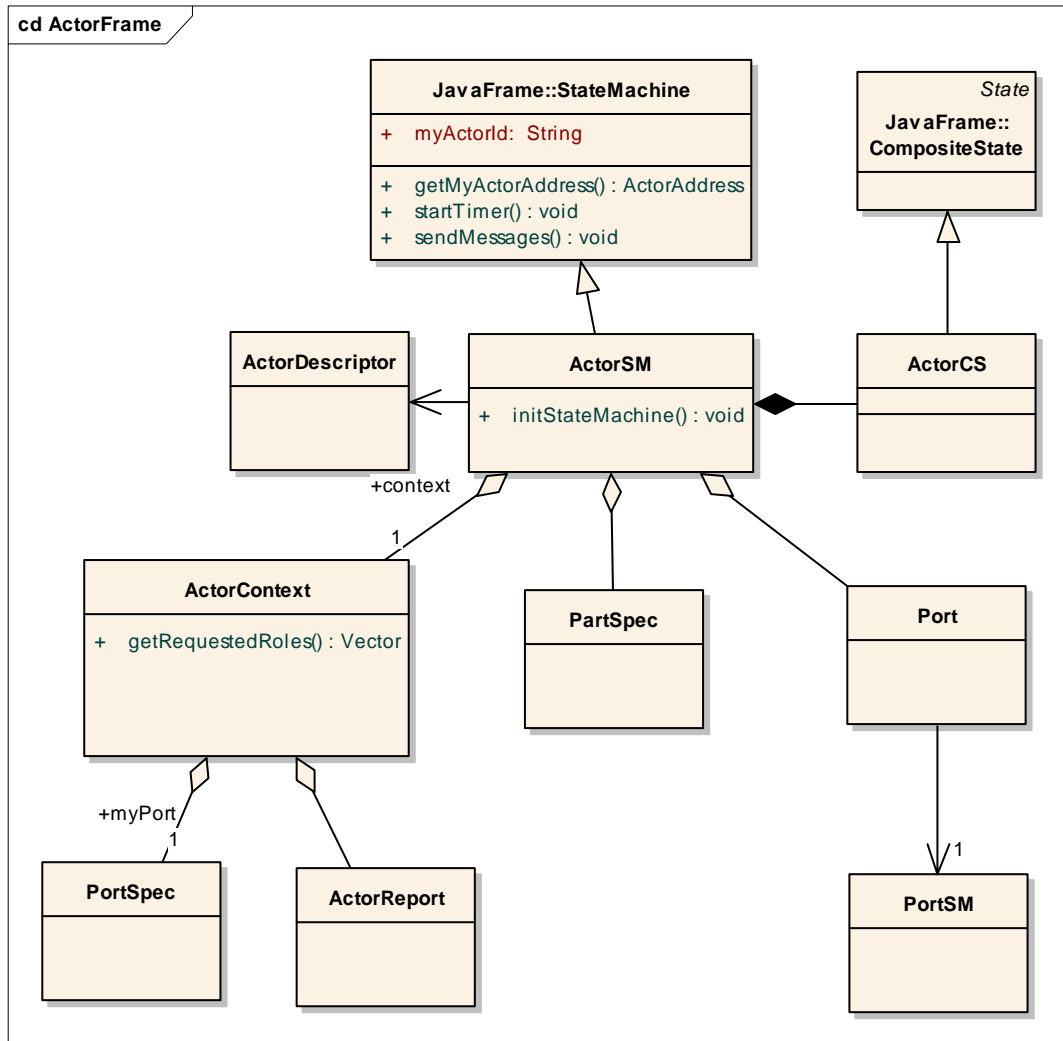 cd ActorFrame
JavaFrame::StateMachine
+ myActorId: String
+ getMyActorAddress() : ActorAddress
+ startTimer() : void
+ sendMessages() : void
State
JavaFrame::
CompositeState
ActorDescriptor
ActorSM
+ initStateMachine() : void
ActorCS
+context
1
ActorContext
+ getRequestedRoles() : Vector
PartSpec
Port
+myPort
1
1
PortSpec
ActorReport
PortSM